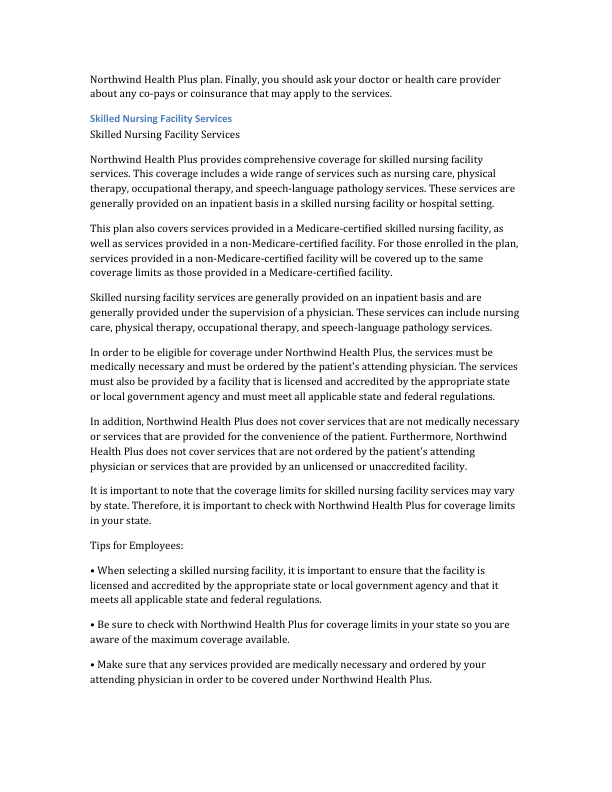 Northwind Health Plus plan. Finally, you should ask your doctor or health care provider
about any co-pays or coinsurance that may apply to the services.
Skilled Nursing Facility Services
Skilled Nursing Facility Services
Northwind Health Plus provides comprehensive coverage for skilled nursing facility
services. This coverage includes a wide range of services such as nursing care, physical
therapy, occupational therapy, and speech-language pathology services. These services are
generally provided on an inpatient basis in a skilled nursing facility or hospital setting.
This plan also covers services provided in a Medicare-certified skilled nursing facility, as
well as services provided in a non-Medicare-certified facility. For those enrolled in the plan,
services provided in a non-Medicare-certified facility will be covered up to the same
coverage limits as those provided in a Medicare-certified facility.
Skilled nursing facility services are generally provided on an inpatient basis and are
generally provided under the supervision of a physician. These services can include nursing
care, physical therapy, occupational therapy, and speech-language pathology services.
In order to be eligible for coverage under Northwind Health Plus, the services must be
medically necessary and must be ordered by the patient's attending physician. The services
must also be provided by a facility that is licensed and accredited by the appropriate state
or local government agency and must meet all applicable state and federal regulations.
In addition, Northwind Health Plus does not cover services that are not medically necessary
or services that are provided for the convenience of the patient. Furthermore, Northwind
Health Plus does not cover services that are not ordered by the patient's attending
physician or services that are provided by an unlicensed or unaccredited facility.
It is important to note that the coverage limits for skilled nursing facility services may vary
by state. Therefore, it is important to check with Northwind Health Plus for coverage limits
in your state.
Tips for Employees:
• When selecting a skilled nursing facility, it is important to ensure that the facility is
licensed and accredited by the appropriate state or local government agency and that it
meets all applicable state and federal regulations.
• Be sure to check with Northwind Health Plus for coverage limits in your state so you are
aware of the maximum coverage available.
• Make sure that any services provided are medically necessary and ordered by your
attending physician in order to be covered under Northwind Health Plus.